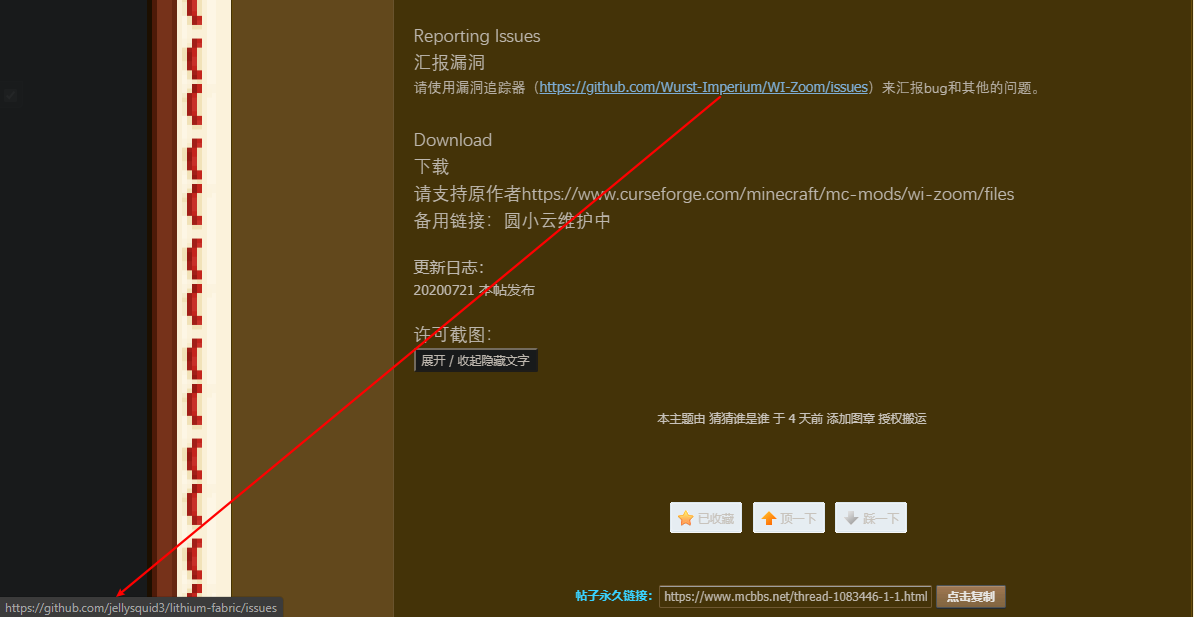 Reporting Issues
汇报漏洞
请使用漏洞追踪器（https://github.com/Wurst-Imperium/WI-Zoom/issues）来汇报bug和其他的问题。
Download
下载
请支持原作者https://www.curseforge.com/minecraft/mc-mods/wi-zoom/files
备用链接：圆小云维护中
更新日志：
20200721 本帖发布
许可截图：
展开 / 收起隐藏文字
本主题由 猜猜谁是谁 于 4 天前 添加图章 授权搬运
已收藏 顶一下 踩一下
帖子永久链接： https://www.mcbbs.net/thread-1083446-1-1.html 点击复制
https://github.com/jellysquid3/lithium-fabric/issues